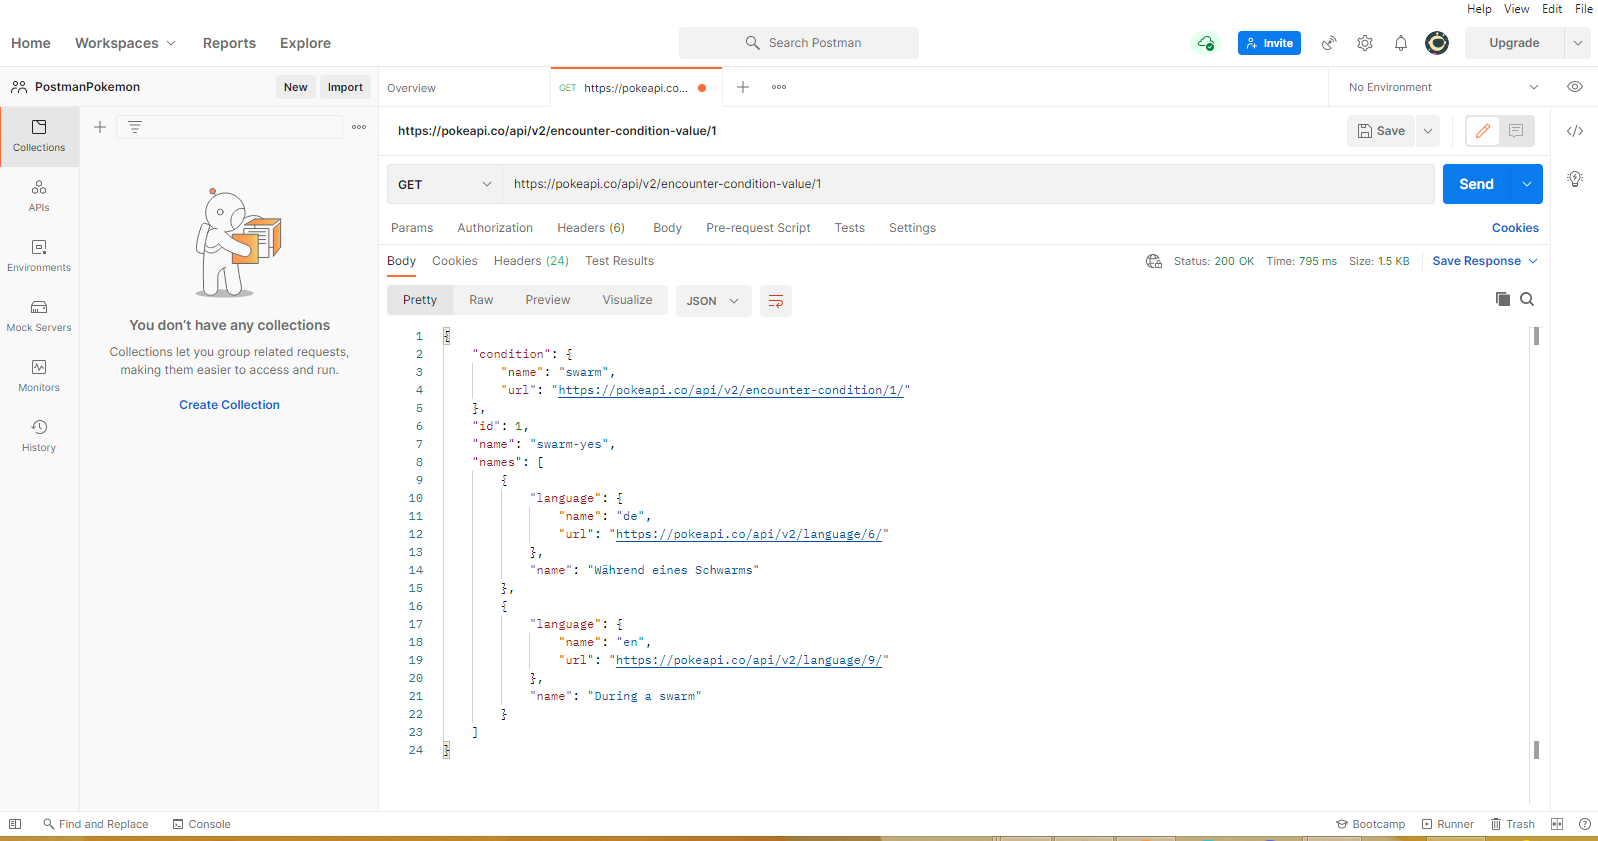 Help View Edit File
Home Workspaces Reports Explore Search Postman Invite Upgrade
PostmanPokemon New Import Overview GET https://pokeapi.co... No Environment
https://pokeapi.co/api/v2/encounter-condition-value/1 Save
Collections
GET https://pokeapi.co/api/v2/encounter-condition-value/1 Send
APIs
Params Authorization Headers (6) Body Pre-request Script Tests Settings Cookies
Environments
Body Cookies Headers (24) Test Results Status: 200 OK Time: 795 ms Size: 1.5 KB Save Response
Pretty Raw Preview Visualize JSON
Mock Servers
Monitors
History
You don’t have any collections
Collections let you group related requests,
making them easier to access and run.
Create Collection
1 {
2 "condition": {
3 "name": "swarm",
4 "url": "https://pokeapi.co/api/v2/encounter-condition/1/"
5 },
6 "id": 1,
7 "name": "swarm-yes",
8 "names": [
9 {
10 "language": {
11 "name": "de",
12 "url": "https://pokeapi.co/api/v2/language/6/"
13 },
14 "name": "Während eines Schwarms"
15 },
16 {
17 "language": {
18 "name": "en",
19 "url": "https://pokeapi.co/api/v2/language/9/"
20 },
21 "name": "During a swarm"
22 }
23 ]
24 }
Find and Replace Console Bootcamp Runner Trash